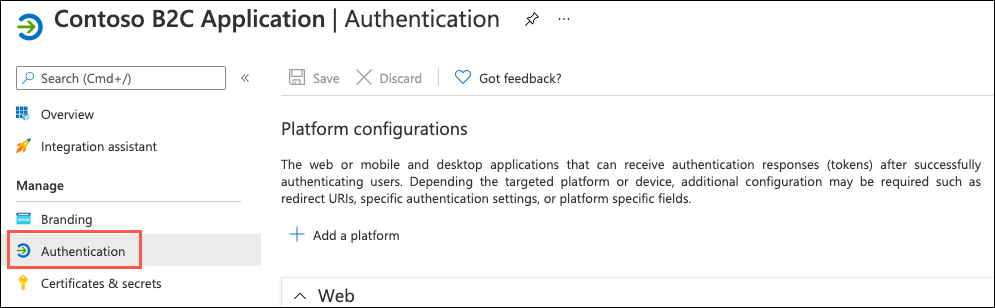 Contoso B2C Application | Authentication
Search (Cmd+/)
Save
Discard
Got feedback?
Overview
Integration assistant
Manage
Branding
Authentication
Certificates & secrets
Platform configurations
The web or mobile and desktop applications that can receive authentication responses (tokens) after successfully
authenticating users. Depending the targeted platform or device, additional configuration may be required such as
redirect URIs, specific authentication settings, or platform specific fields.
Add a platform
Web